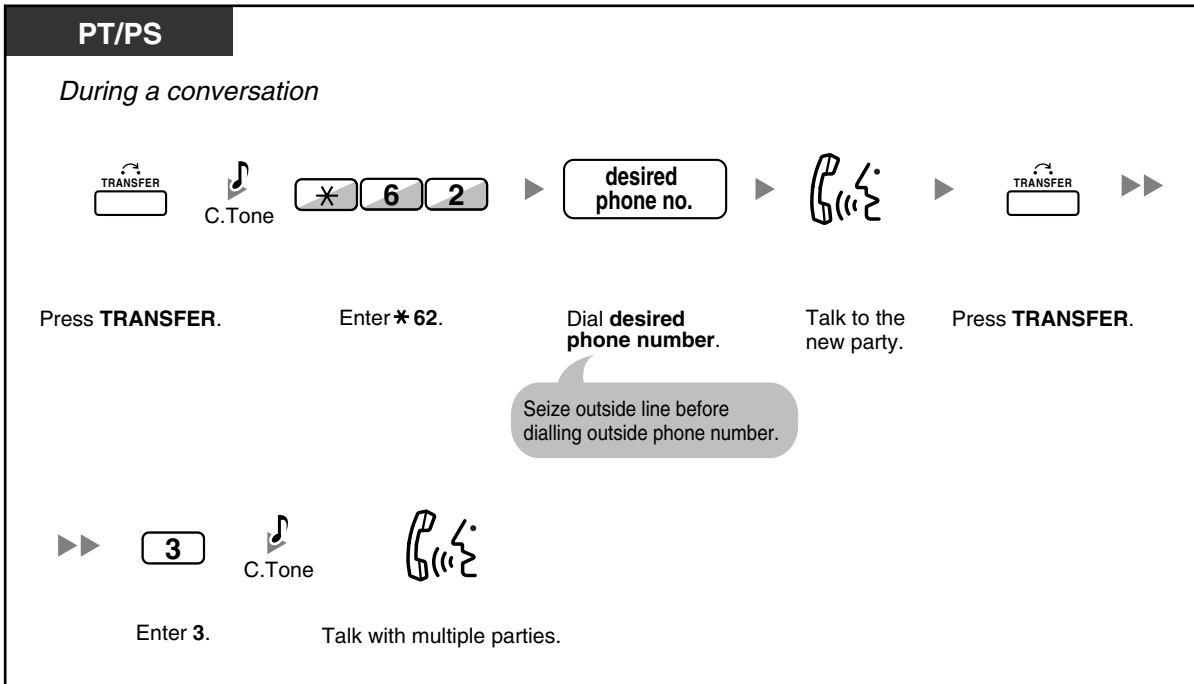 PT/PS
During a conversation
TRANSFER
C.Tone
* 6 2
desired
phone no.
TRANSFER
Press TRANSFER.
Enter * 62.
Dial desired
phone number.
Talk to the
new party.
Press TRANSFER.
Seize outside line before
dialling outside phone number.
3
C.Tone
Enter 3.
Talk with multiple parties.